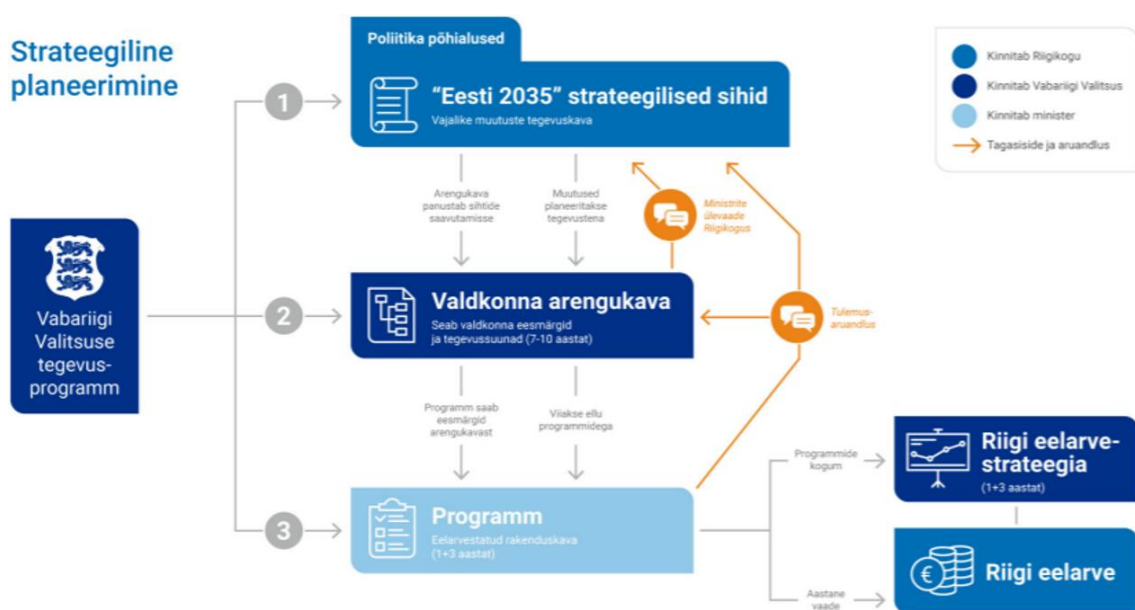 Strateegiline
planeerimine
Poliitika põhialused
"Eesti 2035" strateegilised sihid
Vajalike muutuste tegevuskava
Kinnitab Riigikogu
Kinnitab Vabariigi Valitsus
Kinnitab minister
Tagasiside ja aruandlus
1
Arengukava
panustab sihtide
saavutamisse
Muutused
planeeritakse
tegevustena
Ministrite
ülevaade
Riigikogus
Vabariigi
Valitsuse
tegevus-
programm
2
Valdkonna arengukava
Seab valdkonna eesmärgid
ja tegevussuunad (7-10 aastat)
Tulemus-
aruandlus
Programm saab
eesmärgid
arengukavast
Viiakse ellu
programmidega
3
Programm
Eelarvestatud rakenduskava
(1+3 aastat)
Programmide
kogum
Riigi eelarve-
strateegia
(1+3 aastat)
Aastane
vaade
€
Riigi eelarve